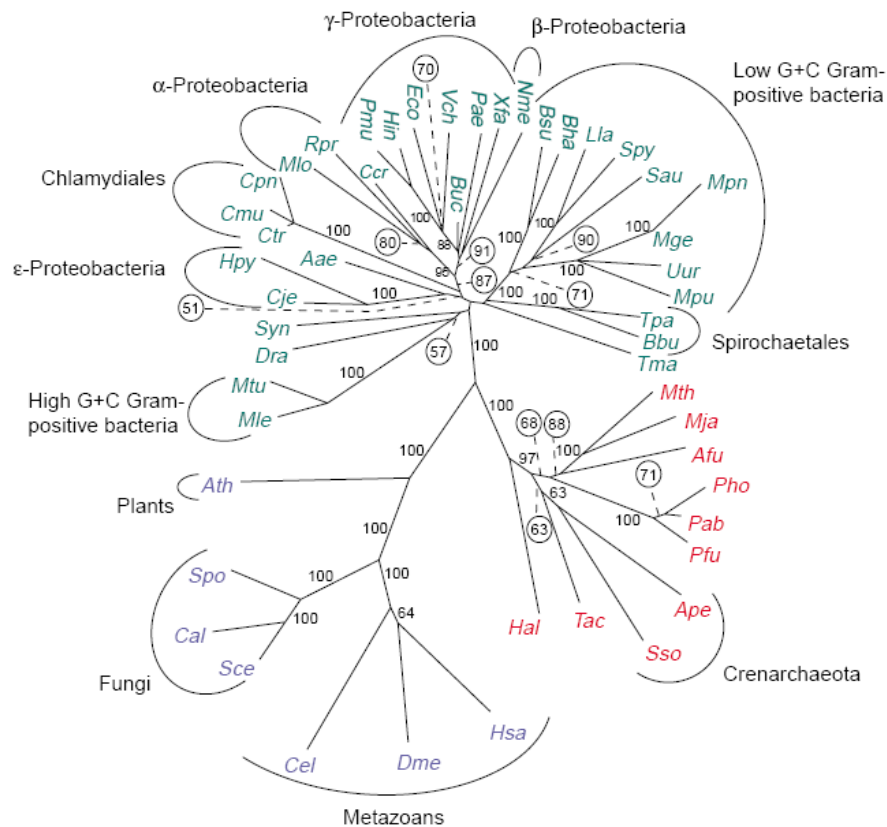 γ-Proteobacteria
β-Proteobacteria
Low G+C Gram-
positive bacteria
α-Proteobacteria
70
Pmu
Hin
Eco
Vch
Pae
Xfa
Nme
Bsu
Bha
Lla
Spy
Sau
Mpn
Rpr
Mlo
Ccr
Buc
Chlamydiales
Cpn
Cmu
Ctr
100
100
88
80
96
91
87
100
100
90
100
100
71
Mge
Uur
Mpu
ε-Proteobacteria
Hpy
Aae
Cje
100
51
Syn
Dra
57
100
100
Tpa
Bbu
Tma
Spirochaetales
High G+C Gram-
positive bacteria
Mtu
Mle
100
100
100
68
88
97
100
63
63
71
100
Mth
Mja
Afu
Pho
Pab
Pfu
Plants
Ath
100
100
Hal
Tac
Ape
Sso
Crenarchaeota
Spo
Cal
Sce
Fungi
100
100
100
64
Cel
Dme
Hsa
Metazoans